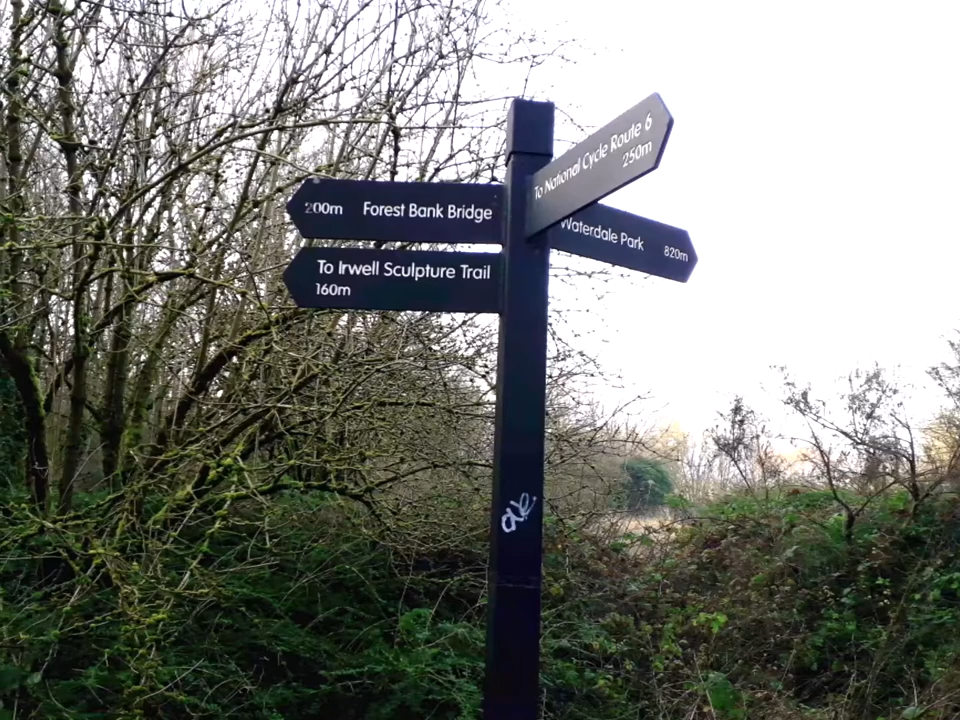 200m Forest Bank Bridge
To Irwell Sculpture Trail
160m
To National Cycle Route 6
250m
Waterdale Park 820m